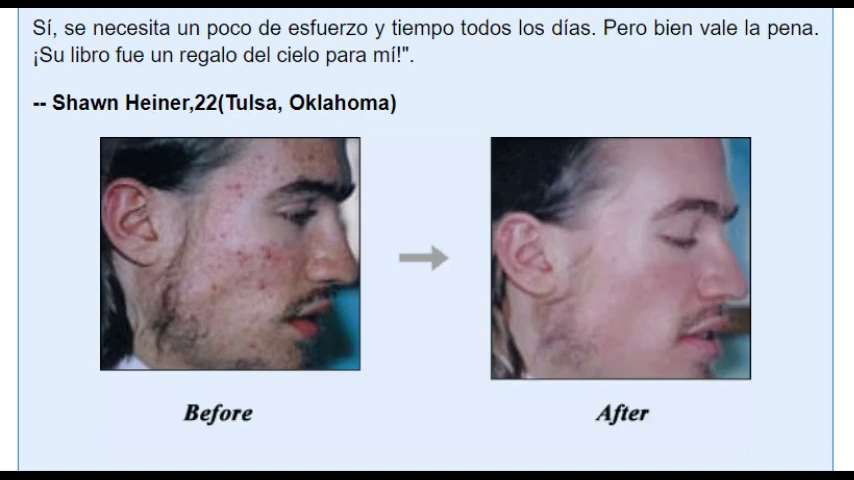 Sí, se necesita un poco de esfuerzo y tiempo todos los días. Pero bien vale la pena.
¡Su libro fue un regalo del cielo para mí!".
-- Shawn Heiner,22(Tulsa, Oklahoma)
Before
After